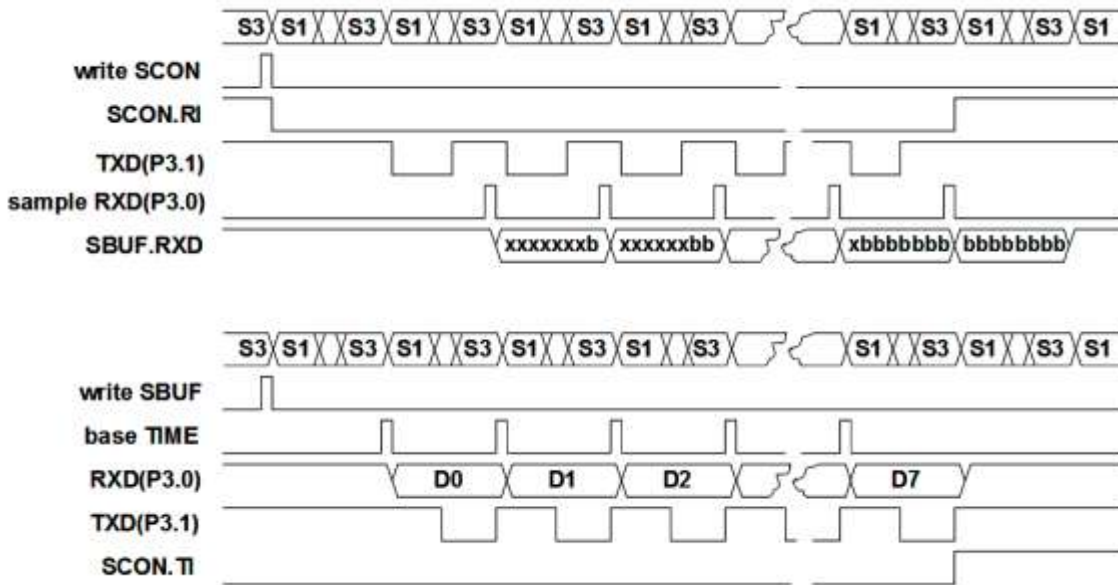 S3 S1 S3 S1 S3 S1 S3 S1 S3 S1 S3 S1 S3 S1
write SCON
SCON.RI
TXD(P3.1)
sample RXD(P3.0)
SBUF.RXD xxxxxxxb xxxxxxbb xbbbbbbb bbbbbbbb
S3 S1 S3 S1 S3 S1 S3 S1 S3 S1 S3 S1 S3 S1
write SBUF
base TIME
RXD(P3.0) D0 D1 D2 D7
TXD(P3.1)
SCON.TI